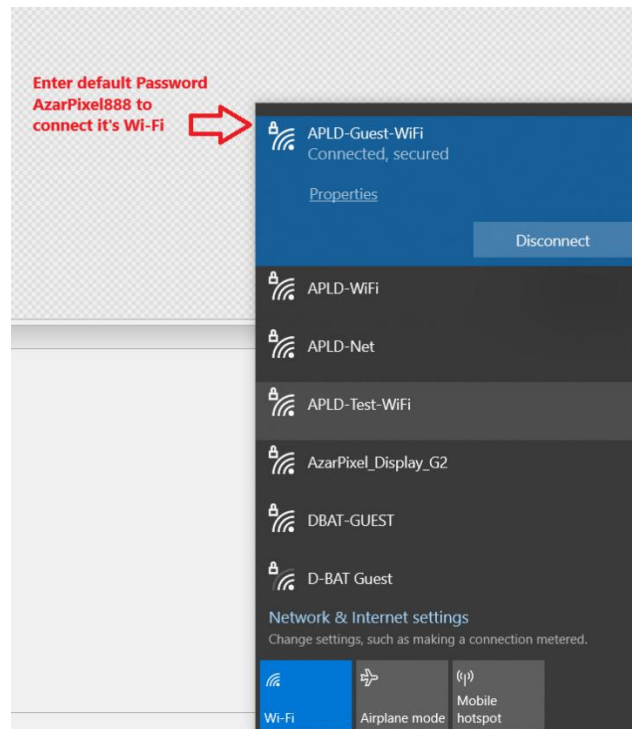 Enter default Password
AzarPixel888 to
connect it's Wi-Fi
APLD-Guest-WiFi
Connected, secured
Properties
Disconnect
APLD-WiFi
APLD-Net
APLD-Test-WiFi
AzarPixel_Display_G2
DBAT-GUEST
D-BAT Guest
Network & Internet settings
Change settings, such as making a connection metered.
Wi-Fi
Airplane mode
Mobile
hotspot